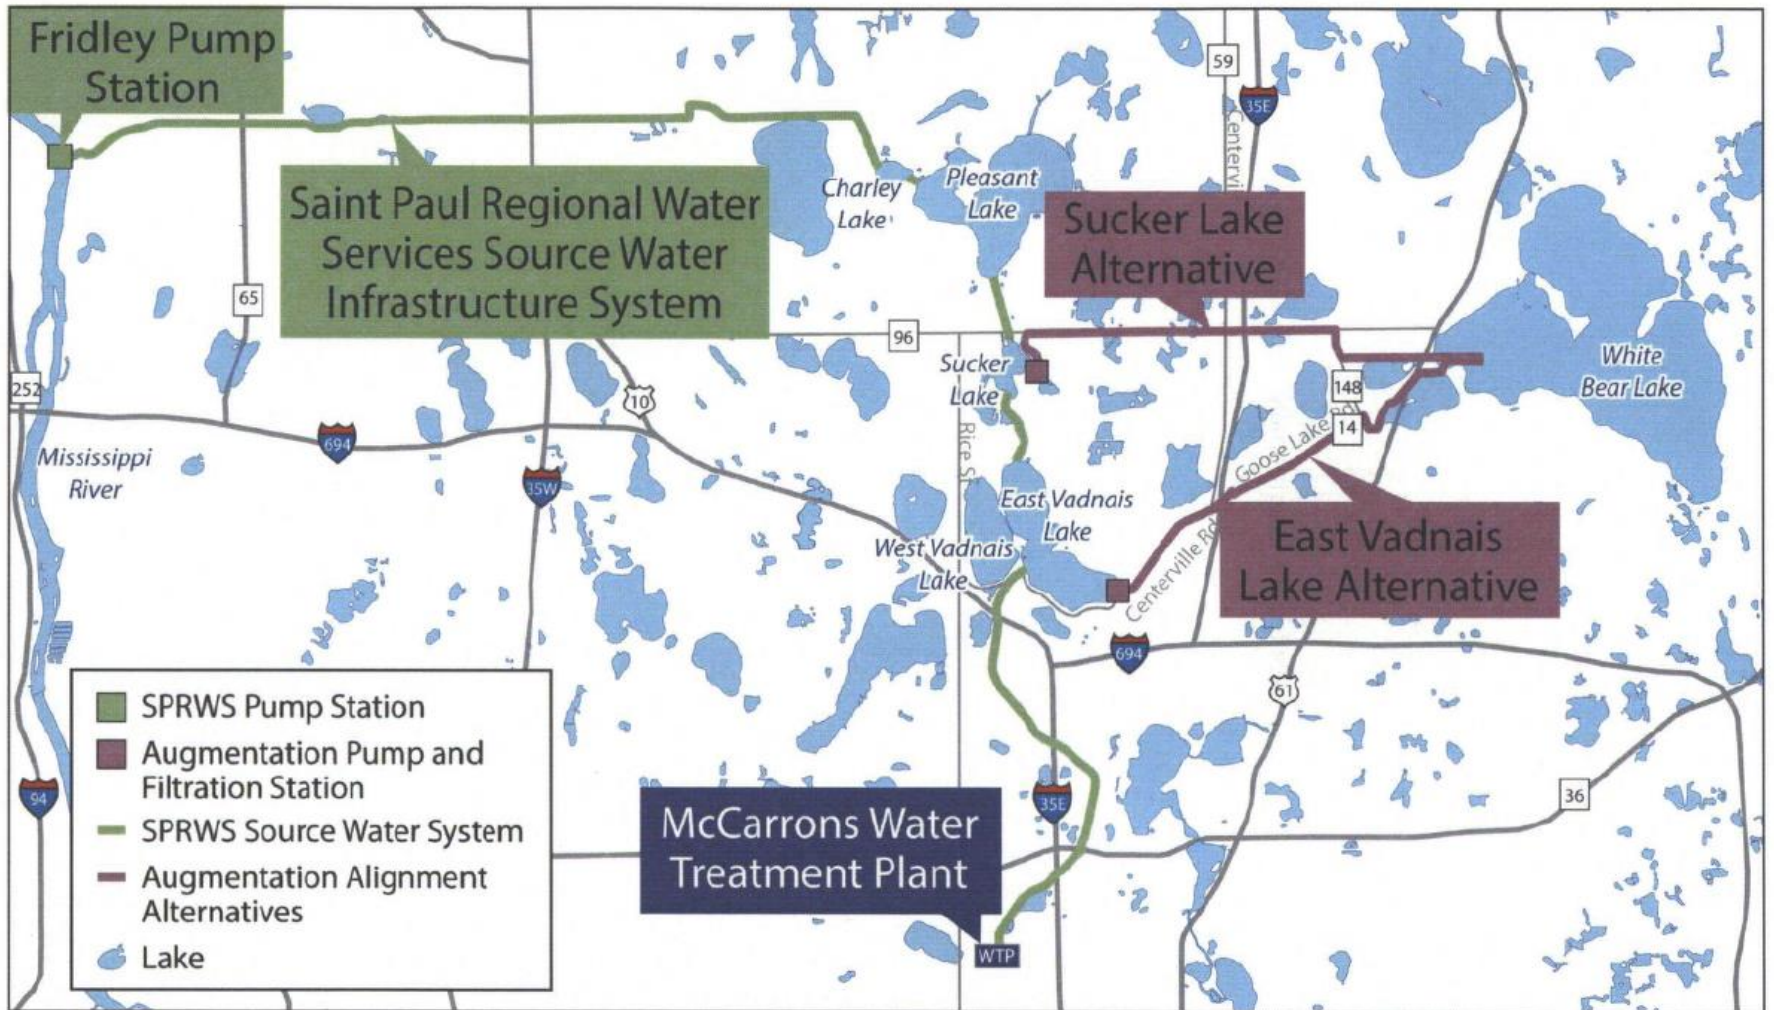 Fridley Pump
Station
59
35E
Centervil
Saint Paul Regional Water
Services Source Water
Infrastructure System
Charley
Lake
Pleasant
Lake
Sucker Lake
Alternative
65
96
Sucker
Lake
White
Bear Lake
252
10
148
14
694
Mississippi
River
35W
Rice St
Goose Lake Rd
East Vadnais
Lake
West Vadnais
Lake
Centerville Rd
East Vadnais
Lake Alternative
694
61
SPRWS Pump Station
Augmentation Pump and
Filtration Station
SPRWS Source Water System
Augmentation Alignment
Alternatives
Lake
94
35E
36
McCarrons Water
Treatment Plant
WTP